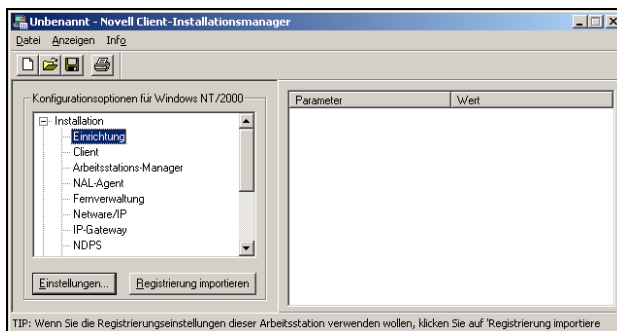 Unbenannt - Novell Client-Installationsmanager
Datei Anzeigen Info
Konfigurationsoptionen für Windows NT/2000
Installation
Einrichtung
Client
Arbeitsstations-Manager
NAL-Agent
Fernverwaltung
Netware/IP
IP-Gateway
NDPS
Einstellungen...
Registrierung importieren
Parameter Wert
TIP: Wenn Sie die Registrierungseinstellungen dieser Arbeitsstation verwenden wollen, klicken Sie auf 'Registrierung importiere